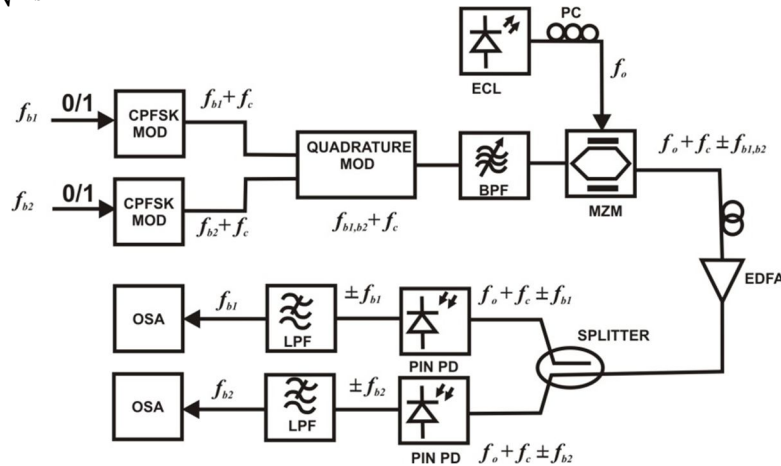 PC
ECL
f_o
f_b1
0/1
CPFSK
MOD
f_b1 + f_c
QUADRATURE
MOD
f_b1,b2 + f_c
BPF
MZM
f_o + f_c ± f_b1,b2
f_b2
0/1
CPFSK
MOD
f_b2 + f_c
EDFA
OSA
f_b1
LPF
± f_b1
PIN PD
f_o + f_c ± f_b1
SPLITTER
OSA
f_b2
LPF
± f_b2
PIN PD
f_o + f_c ± f_b2